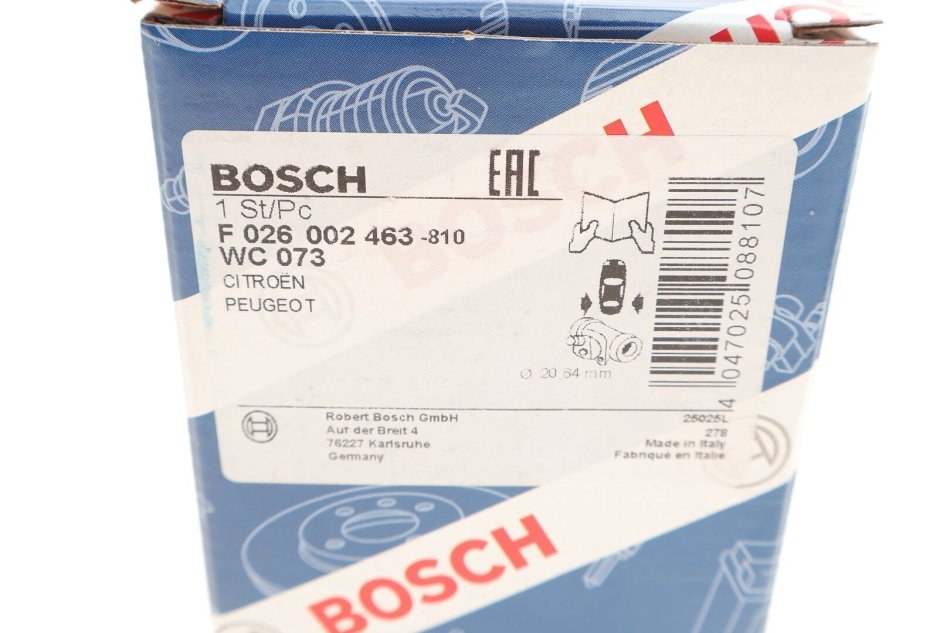 BOSCH
EAC
1 St/Pc
F 026 002 463 -810
WC 073
CITROËN
PEUGEOT
Ø 20,64 mm
4 047025 088107
Robert Bosch GmbH
Auf der Breit 4
76227 Karlsruhe
Germany
25025L
278
Made in Italy
Fabriqué en Italie
BOSCH
BOSCH